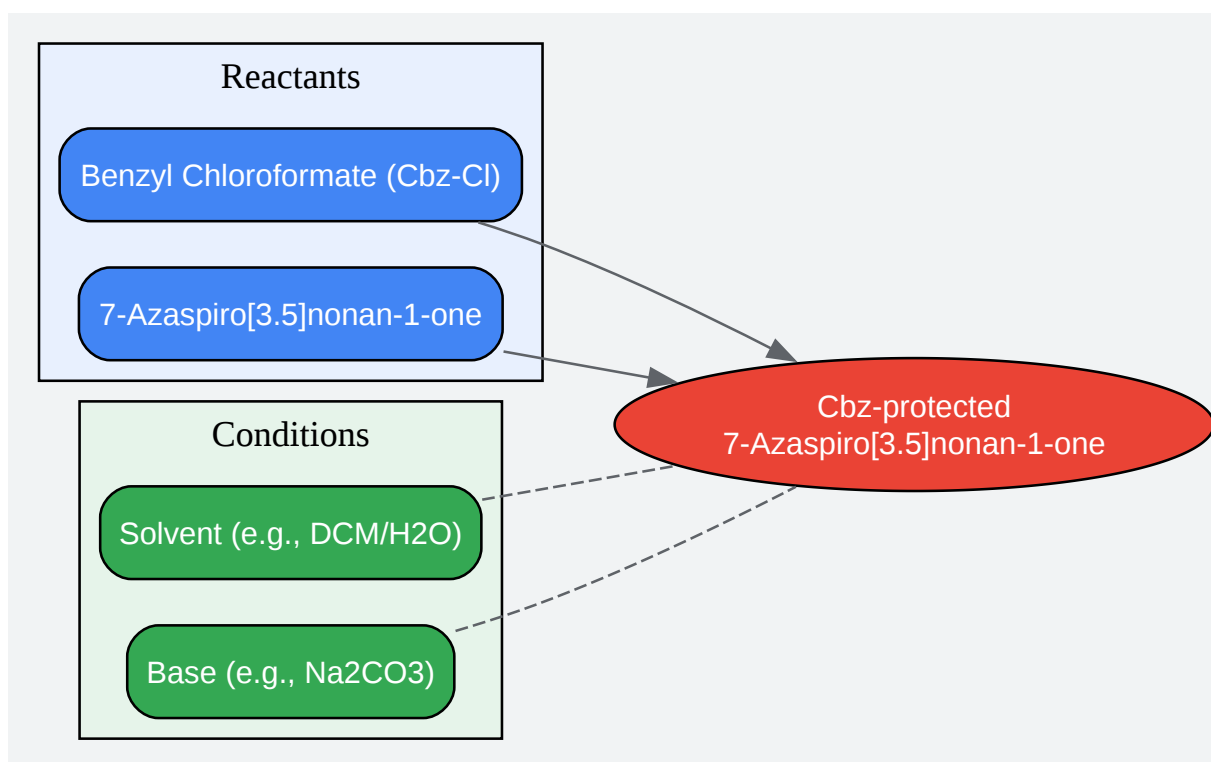 Reactants
Benzyl Chloroformate (Cbz-Cl)
7-Azaspiro[3.5]nonan-1-one
Cbz-protected
7-Azaspiro[3.5]nonan-1-one
Conditions
Solvent (e.g., DCM/H2O)
Base (e.g., Na2CO3)